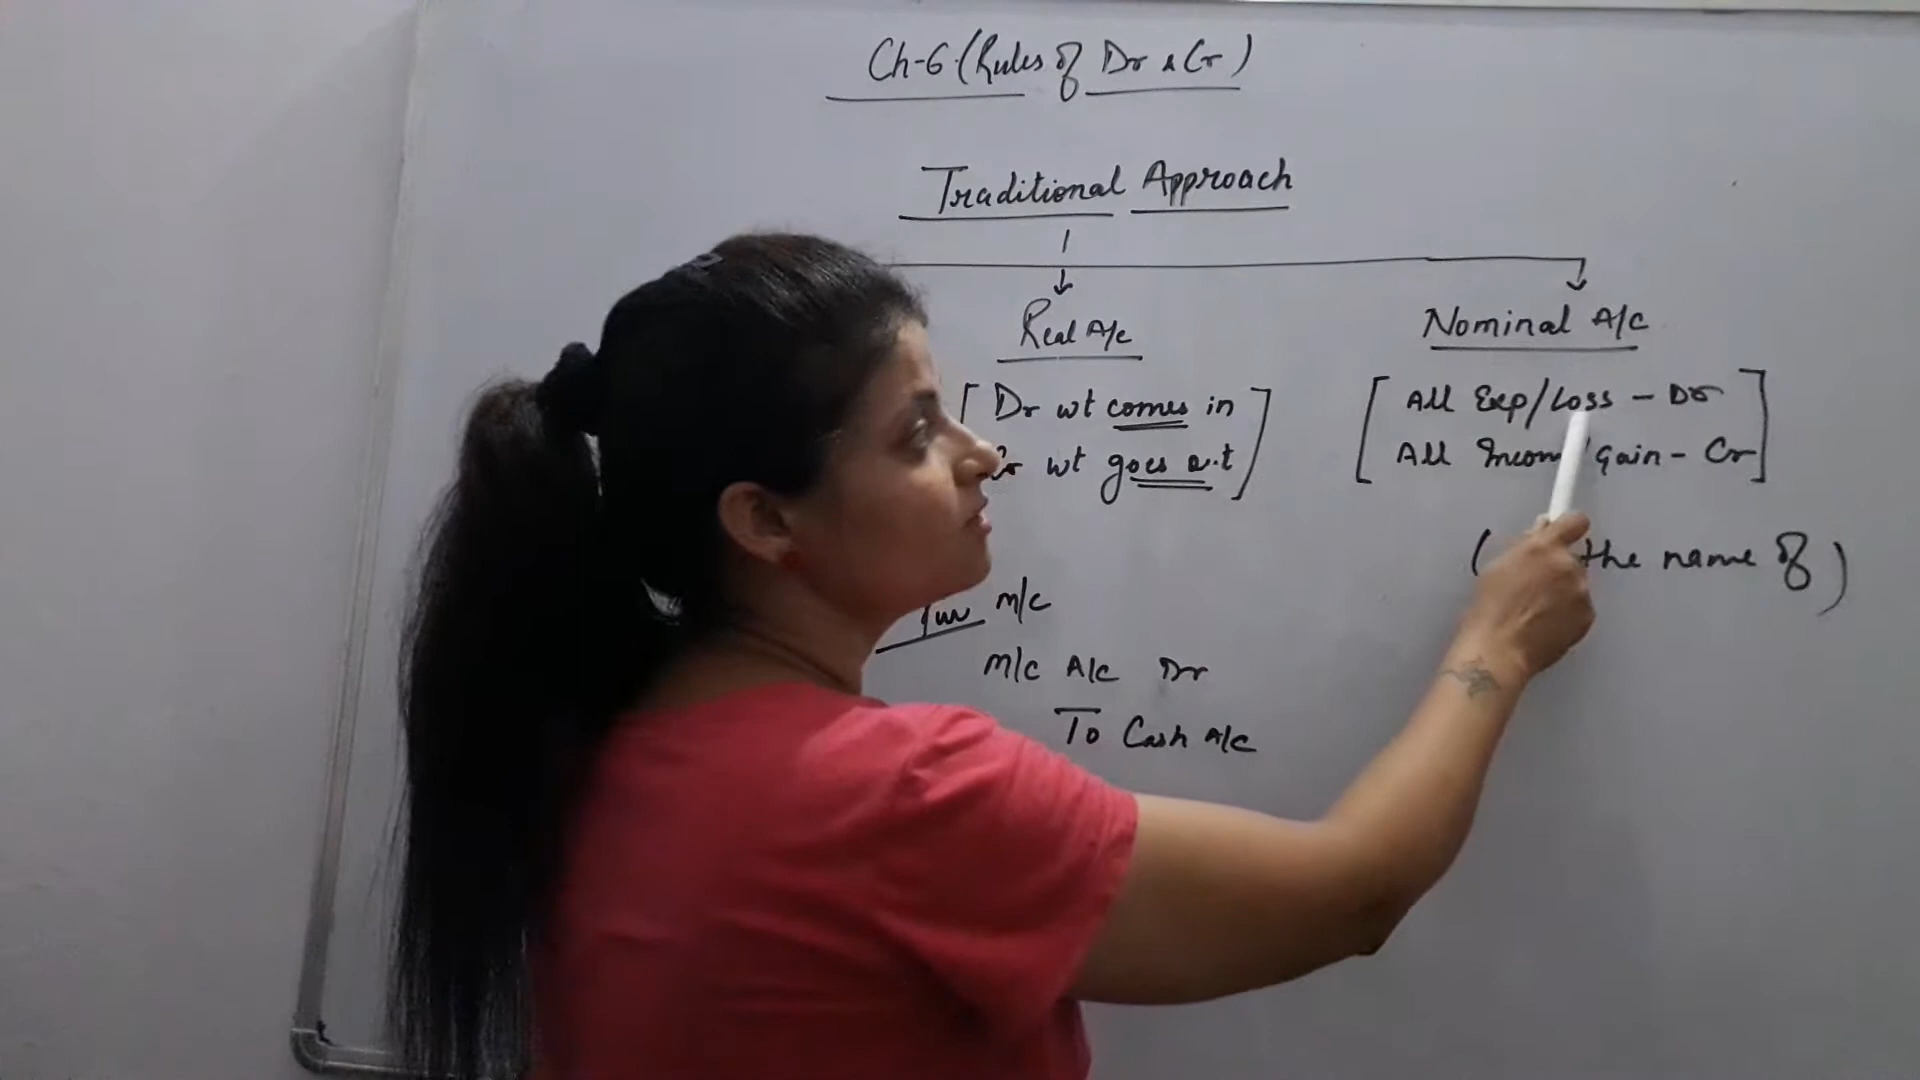 Ch-6 (Rules of Dr & Cr)
Traditional Approach
Real A/c
Dr wt comes in
wt goes out
m/c
m/c A/c Dr
To Cash A/c
Nominal A/c
[ All Exp/Loss - Dr ]
[ All Gain - Cr ]
( the name of )